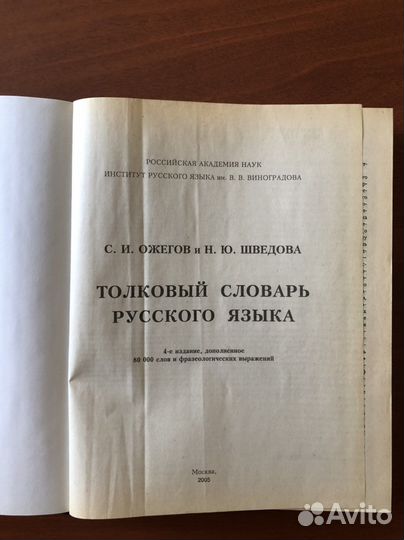 РОССИЙСКАЯ АКАДЕМИЯ НАУК
ИНСТИТУТ РУССКОГО ЯЗЫКА им. В. В. ВИНОГРАДОВА
С. И. ОЖЕГОВ и Н. Ю. ШВЕДОВА
ТОЛКОВЫЙ СЛОВАРЬ
РУССКОГО ЯЗЫКА
4-е издание, дополненное
80 000 слов и фразеологических выражений
Москва,
2005
Avito